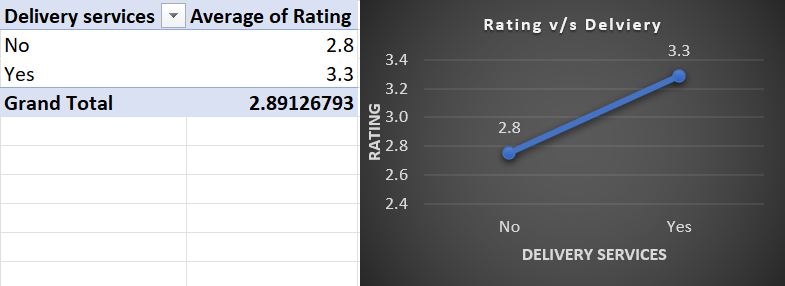 Delivery services Average of Rating
No 2.8
Yes 3.3
Grand Total 2.89126793
Rating v/s Delviery
3.4
3.2
3.0
2.8
2.6
2.4
RATING
2.8
3.3
No Yes
DELIVERY SERVICES